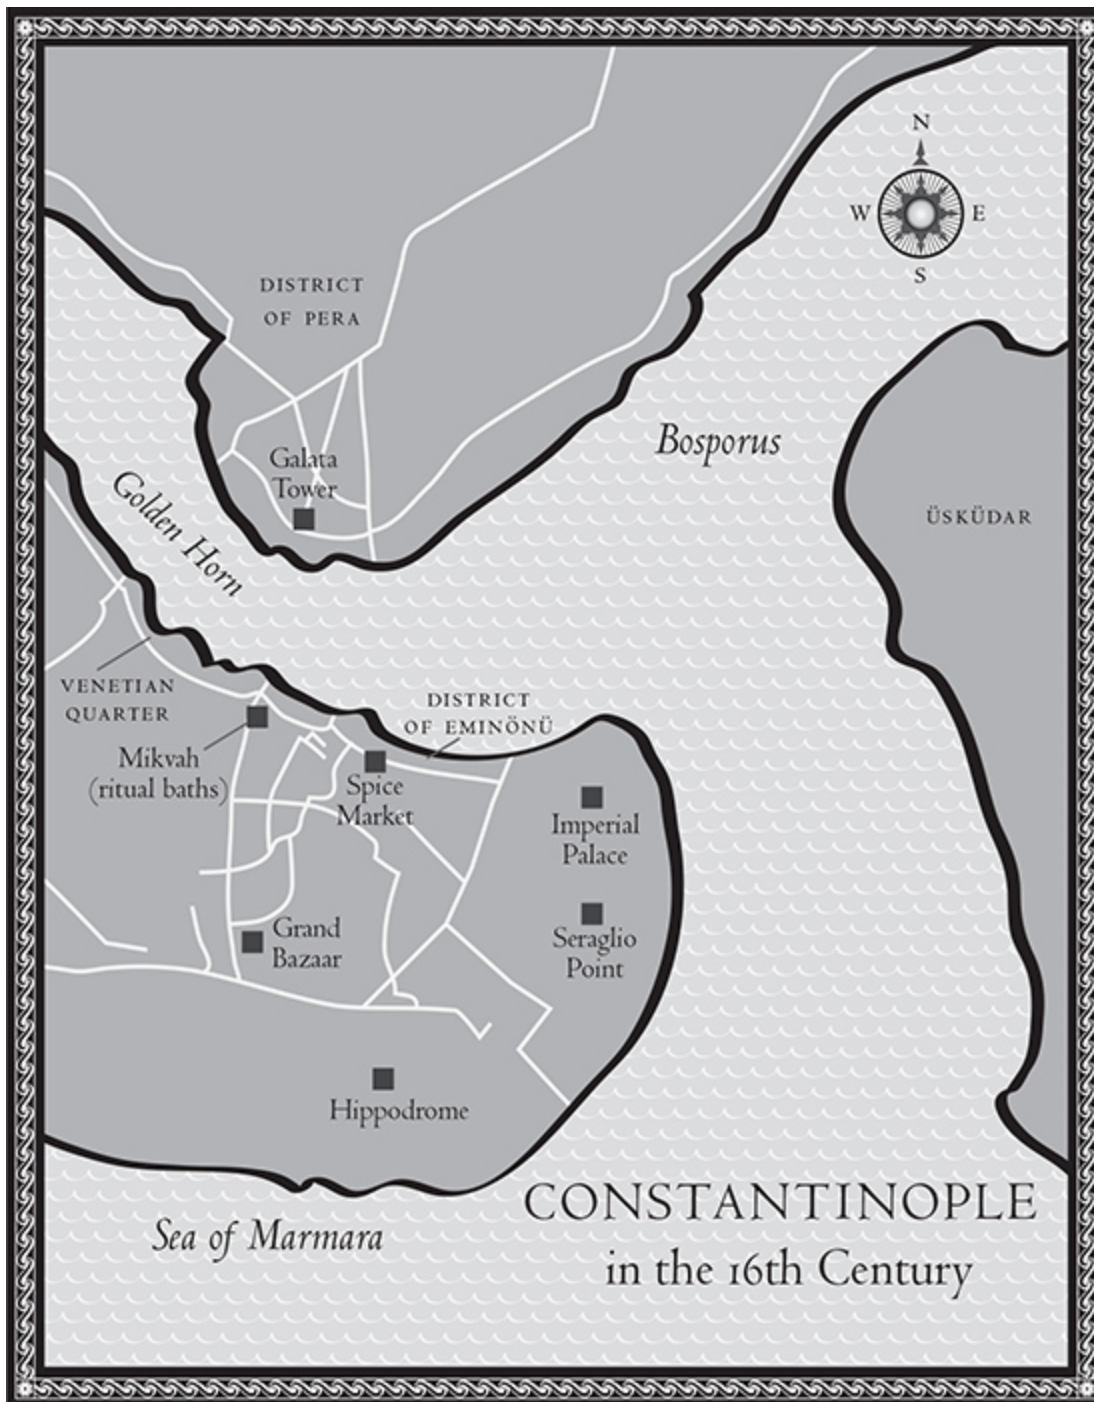 N
W
E
S
DISTRICT
OF PERA
Bosporus
Galata
Tower
ÜSKÜDAR
Golden Horn
VENETIAN
QUARTER
DISTRICT
OF EMINÖNÜ
Mikvah
(ritual baths)
Spice
Market
Imperial
Palace
Grand
Bazaar
Seraglio
Point
Hippodrome
CONSTANTINOPLE
in the 16th Century
Sea of Marmara